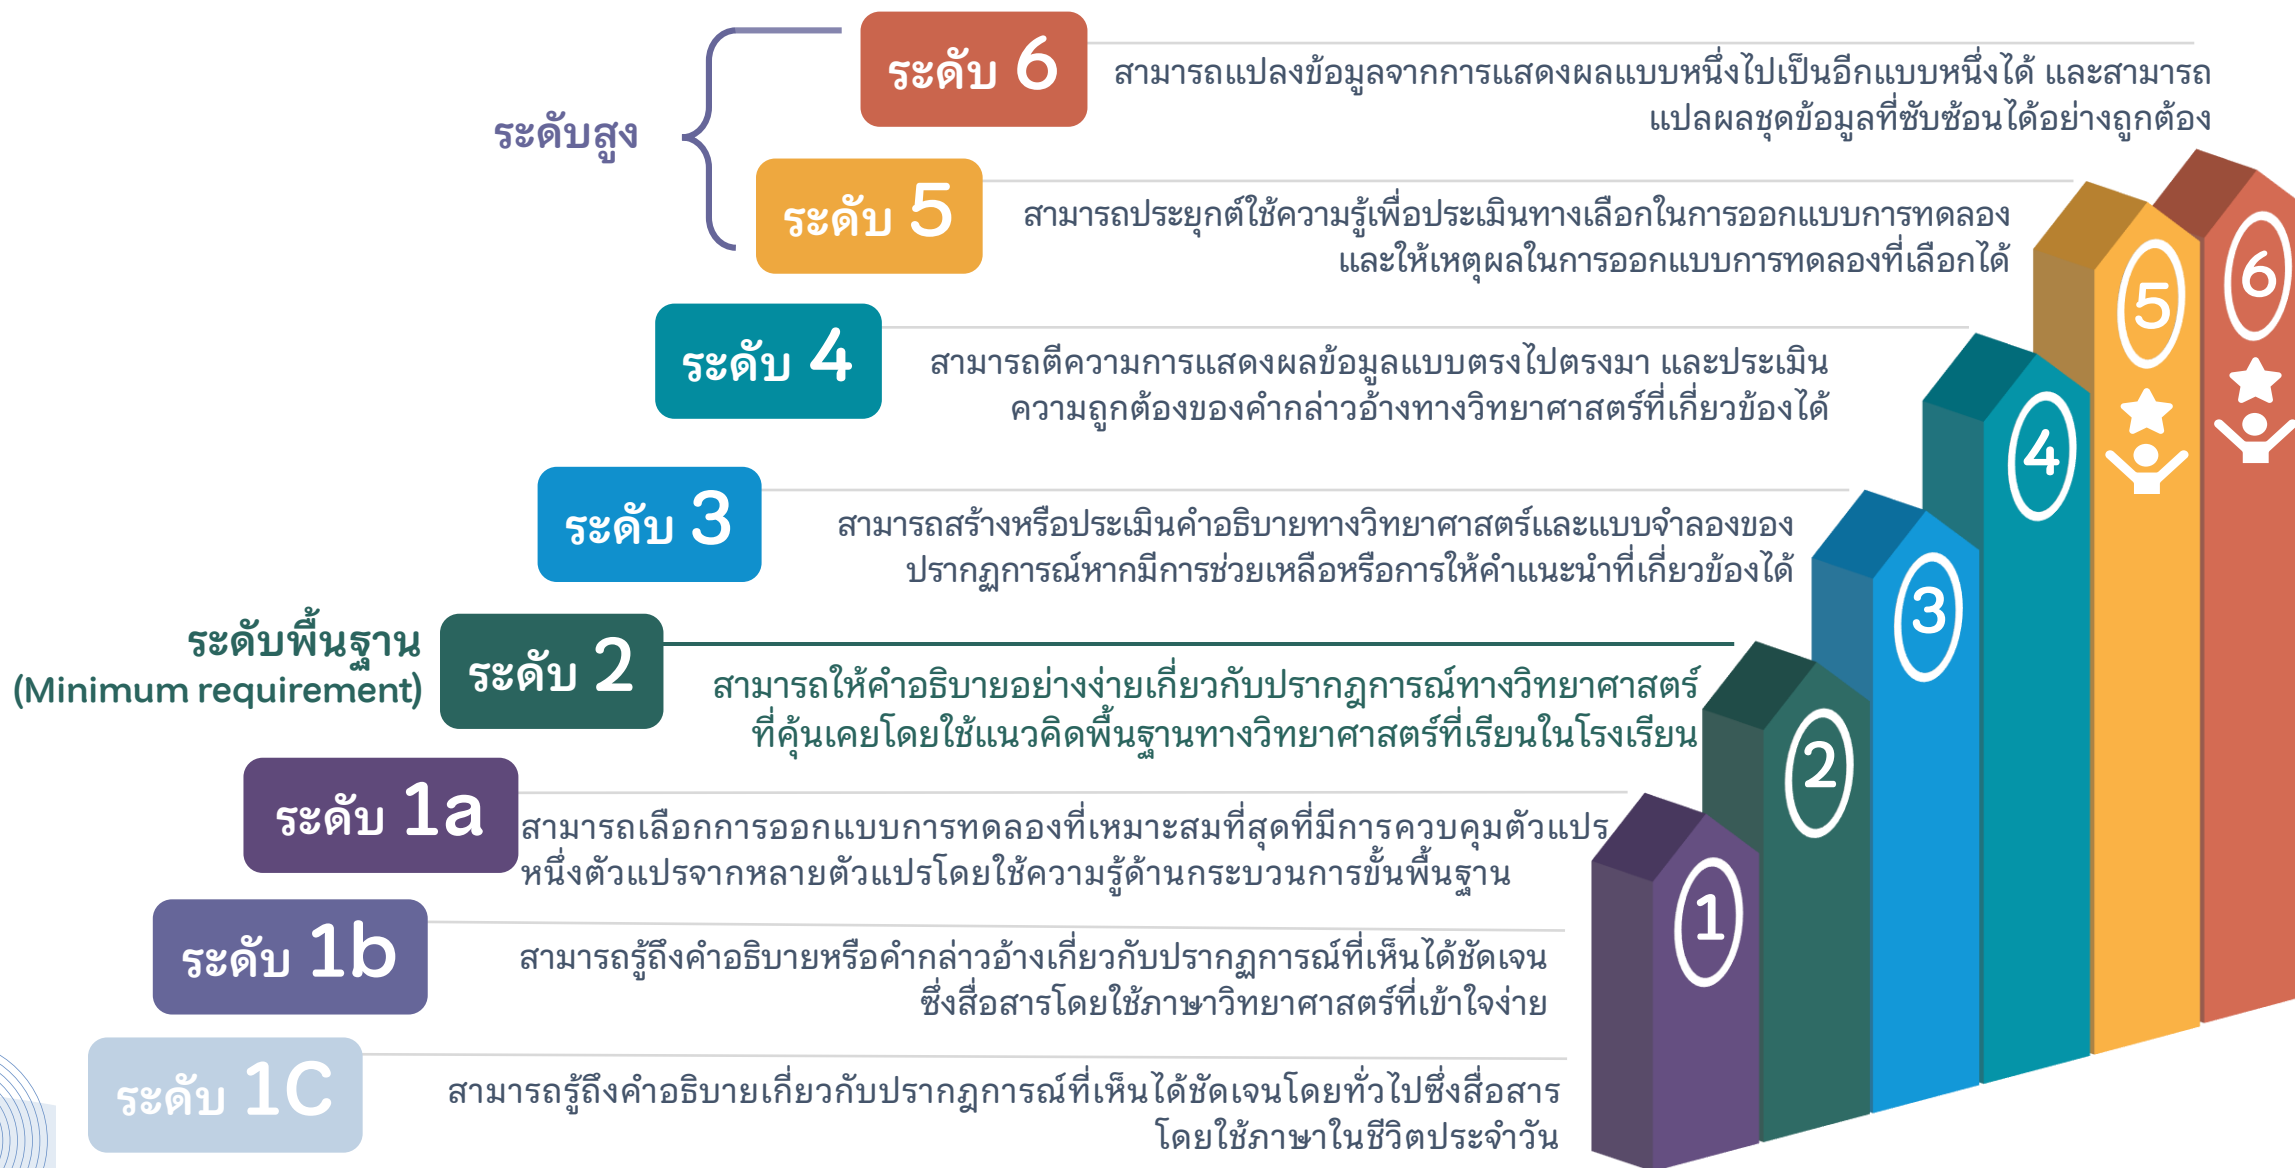 ระดับสูง
ระดับ 6
สามารถแปลงข้อมูลจากการแสดงผลแบบหนึ่งไปเป็นอีกแบบหนึ่งได้ และสามารถ
แปลผลชุดข้อมูลที่ซับซ้อนได้อย่างถูกต้อง
ระดับ 5
สามารถประยุกต์ใช้ความรู้เพื่อประเมินทางเลือกในการออกแบบการทดลอง
และให้เหตุผลในการออกแบบการทดลองที่เลือกได้
ระดับ 4
สามารถตีความการแสดงผลข้อมูลแบบตรงไปตรงมา และประเมิน
ความถูกต้องของคำกล่าวอ้างทางวิทยาศาสตร์ที่เกี่ยวข้องได้
ระดับ 3
สามารถสร้างหรือประเมินคำอธิบายทางวิทยาศาสตร์และแบบจำลองของ
ปรากฏการณ์หากมีการช่วยเหลือหรือการให้คำแนะนำที่เกี่ยวข้องได้
ระดับพื้นฐาน
(Minimum requirement)
ระดับ 2
สามารถให้คำอธิบายอย่างง่ายเกี่ยวกับปรากฏการณ์ทางวิทยาศาสตร์
ที่คุ้นเคยโดยใช้แนวคิดพื้นฐานทางวิทยาศาสตร์ที่เรียนในโรงเรียน
ระดับ 1a
สามารถเลือกการออกแบบการทดลองที่เหมาะสมที่สุดที่มีการควบคุมตัวแปร
หนึ่งตัวแปรจากหลายตัวแปรโดยใช้ความรู้ด้านกระบวนการขั้นพื้นฐาน
ระดับ 1b
สามารถรู้ถึงคำอธิบายหรือคำกล่าวอ้างเกี่ยวกับปรากฏการณ์ที่เห็นได้ชัดเจน
ซึ่งสื่อสารโดยใช้ภาษาวิทยาศาสตร์ที่เข้าใจง่าย
ระดับ 1C
สามารถรู้ถึงคำอธิบายเกี่ยวกับปรากฏการณ์ที่เห็นได้ชัดเจนโดยทั่วไปซึ่งสื่อสาร
โดยใช้ภาษาในชีวิตประจำวัน
1
2
3
4
5
6